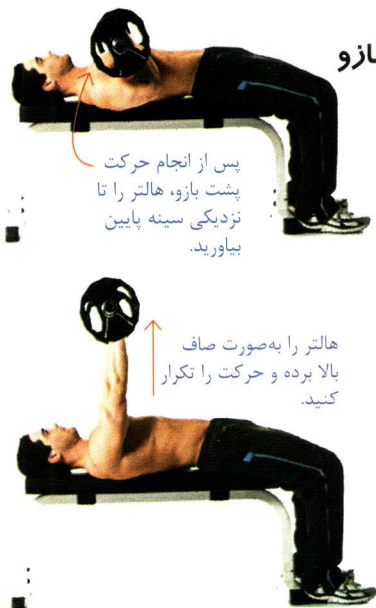 پس از انجام حرکت
پشت بازو، هالتر را تا
نزدیکی سینه پایین
بیاورید.
هالتر را به‌صورت صاف
بالا برده و حرکت را تکرار
کنید.